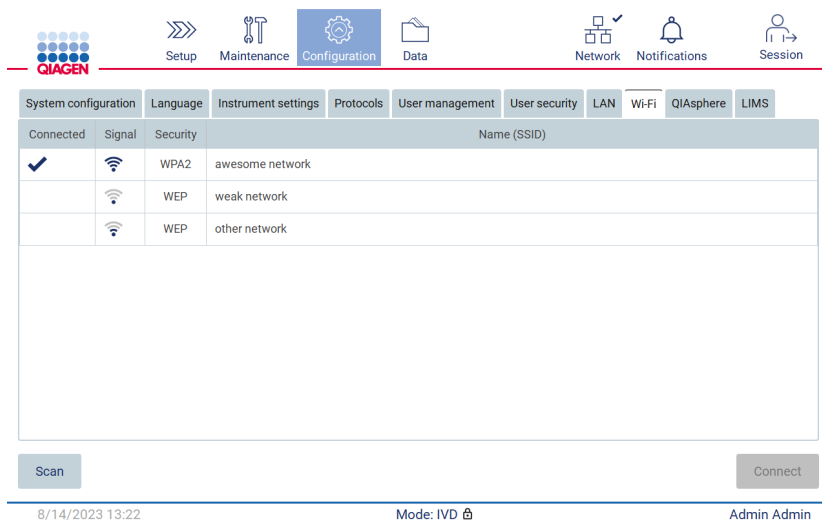 QIAGEN
Setup Maintenance Configuration Data Network Notifications Session
System configuration Language Instrument settings Protocols User management User security LAN Wi-Fi QIAsphere LIMS
Connected Signal Security Name (SSID)
WPA2 awesome network
WEP weak network
WEP other network
Scan Connect
8/14/2023 13:22 Mode: IVD Admin Admin